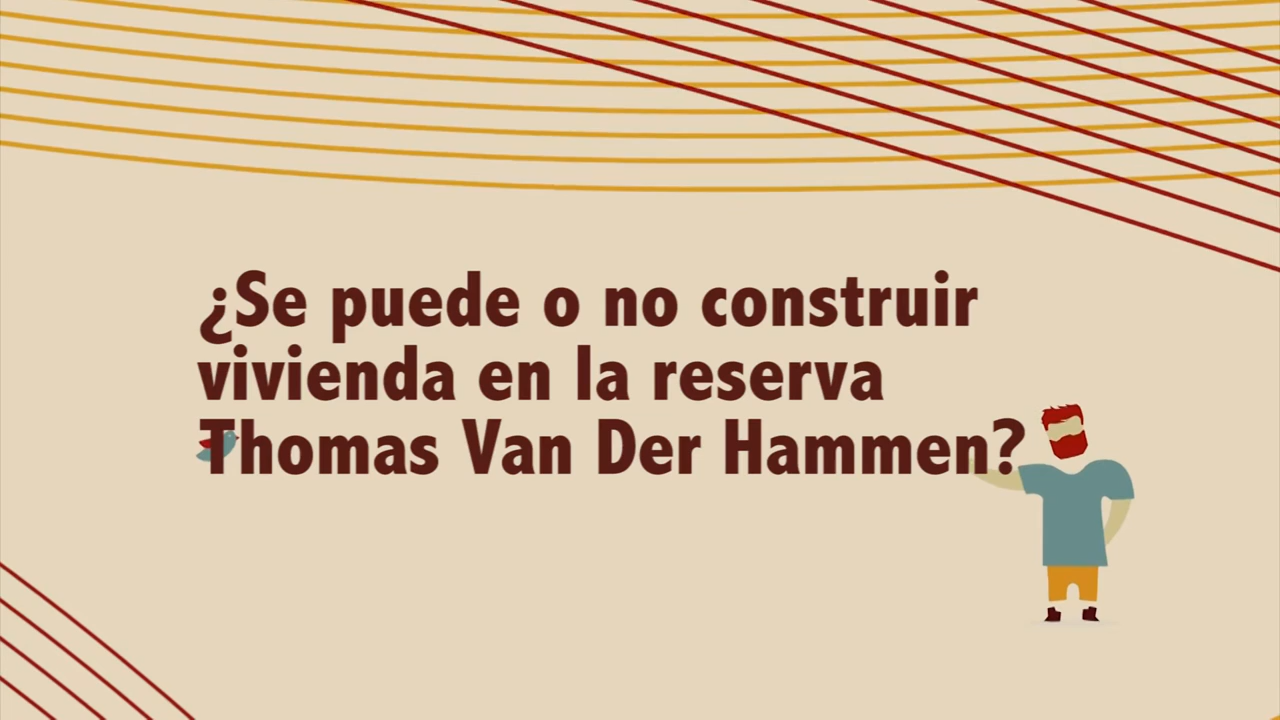 ¿Se puede o no construir
vivienda en la reserva
Thomas Van Der Hammen?